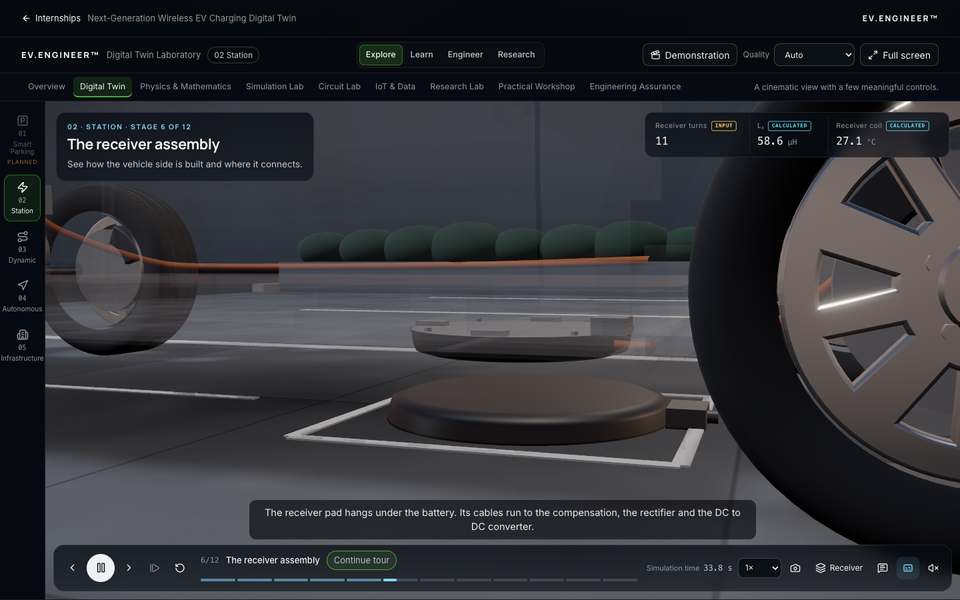 Internships Next-Generation Wireless EV Charging Digital Twin EV.ENGINEER™
EV.ENGINEER™ Digital Twin Laboratory 02 Station Explore Learn Engineer Research Demonstration Quality Auto Full screen
Overview Digital Twin Physics & Mathematics Simulation Lab Circuit Lab IoT & Data Research Lab Practical Workshop Engineering Assurance A cinematic view with a few meaningful controls.
01
Smart
Parking
PLANNED
02
Station
03
Dynamic
04
Autonomous
05
Infrastructure
02 · STATION · STAGE 6 OF 12
The receiver assembly
See how the vehicle side is built and where it connects.
Receiver turns INPUT
11
CALCULATED
58.6 µH
Receiver coil CALCULATED
27.1 °C
The receiver pad hangs under the battery. Its cables run to the compensation, the rectifier and the DC to
DC converter.
6/12 The receiver assembly Continue tour
Simulation time 33.8 s 1× Receiver